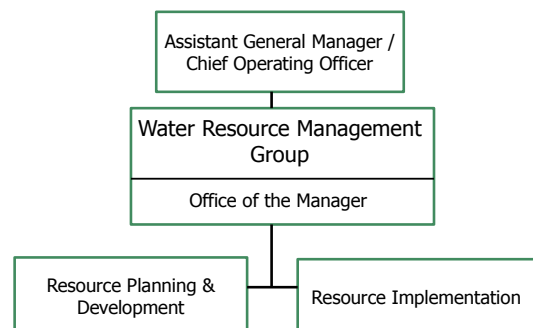 Assistant General Manager /
Chief Operating Officer
Water Resource Management
Group
Office of the Manager
Resource Planning &
Development
Resource Implementation